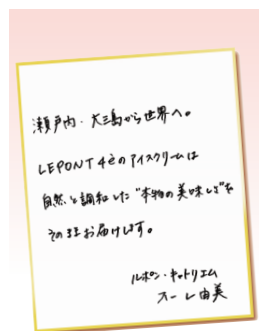 瀬戸内・大三島から世界へ。
LEPONT 4èのアイスクリームは
自然と調和した"本物の美味しさ"を
そのままお届けします。
ルポン・キャトリエム
スーレ由美